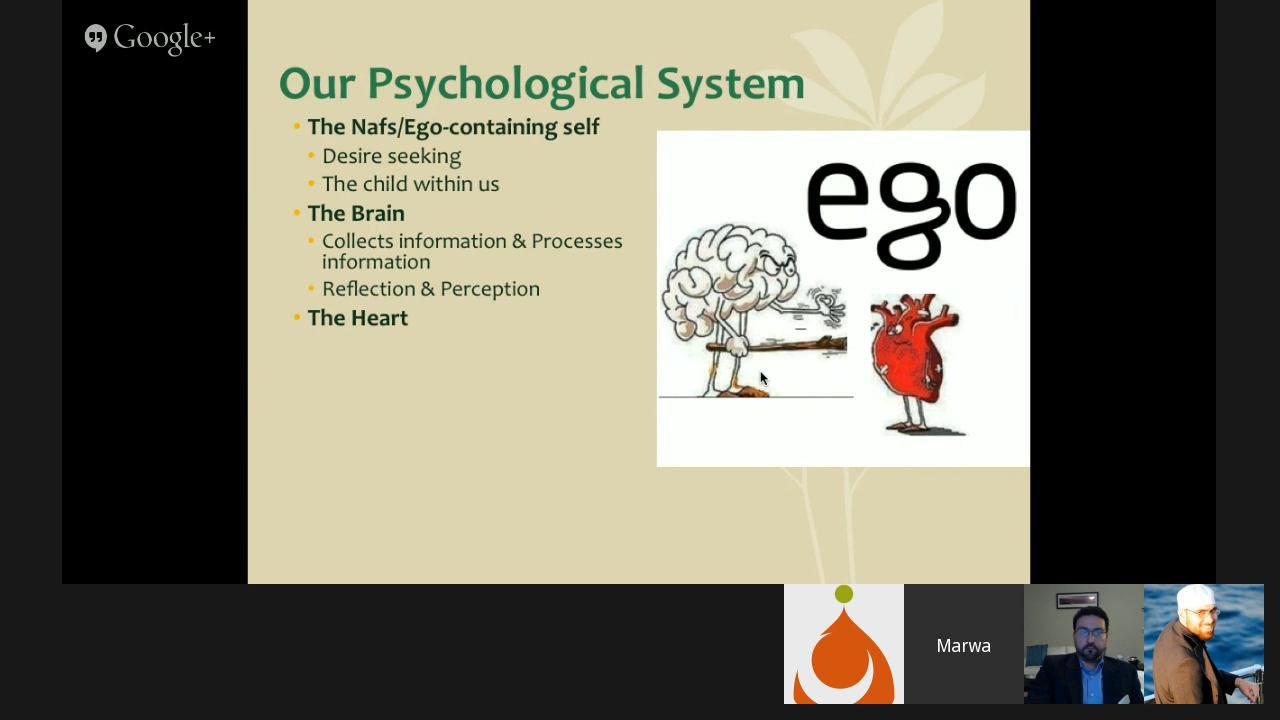 Google+
Our Psychological System
• The Nafs/Ego-containing self
• Desire seeking
• The child within us
• The Brain
• Collects information & Processes
information
• Reflection & Perception
• The Heart
ego
Marwa